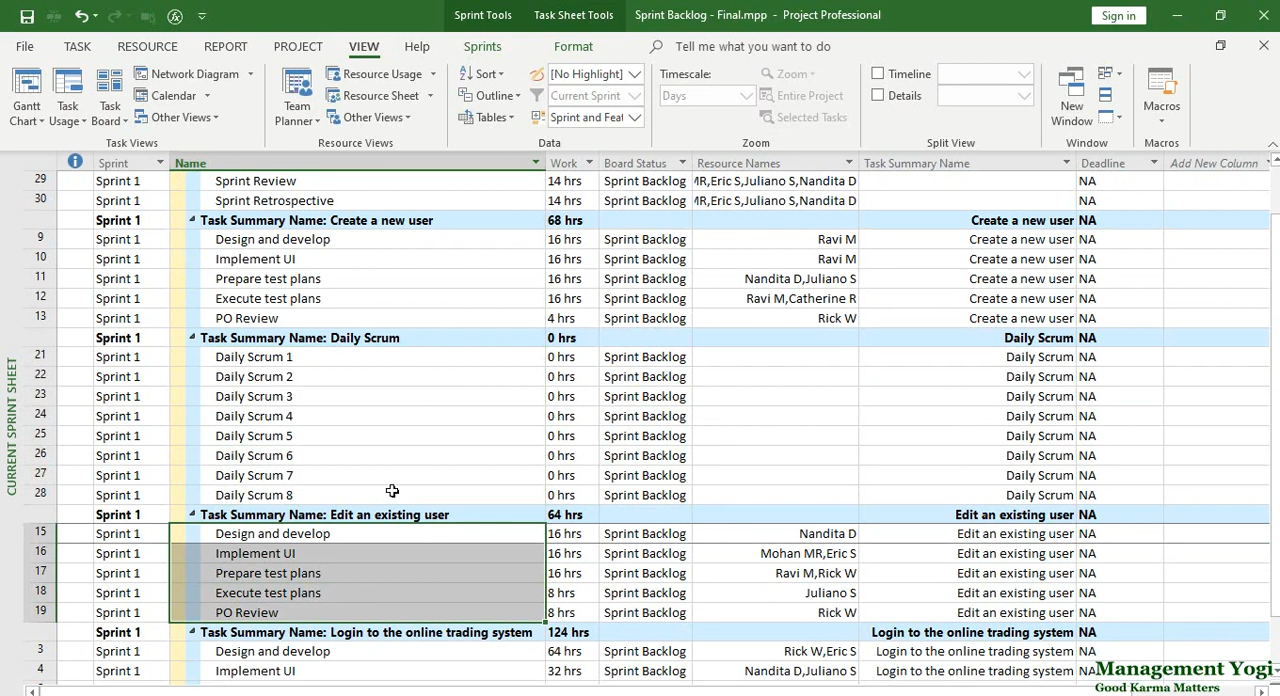 Sprint Tools Task Sheet Tools Sprint Backlog - Final.mpp - Project Professional Sign in
File TASK RESOURCE REPORT PROJECT VIEW Help Sprints Format Tell me what you want to do
Gantt Chart Task Usage Task Board Network Diagram Calendar Other Views
Team Planner Resource Usage Resource Sheet Other Views
Sort Outline Tables [No Highlight] Current Sprint Sprint and Feat
Timescale: Days Zoom Entire Project Selected Tasks
Timeline Details New Window Macros
Task Views Resource Views Data Zoom Split View Window Macros
Sprint Name Work Board Status Resource Names Task Summary Name Deadline Add New Column
29 Sprint 1 Sprint Review 14 hrs Sprint Backlog MR,Eric S,Juliano S,Nandita D NA
30 Sprint 1 Sprint Retrospective 14 hrs Sprint Backlog MR,Eric S,Juliano S,Nandita D NA
Sprint 1 Task Summary Name: Create a new user 68 hrs Create a new user NA
9 Sprint 1 Design and develop 16 hrs Sprint Backlog Ravi M Create a new user NA
10 Sprint 1 Implement UI 16 hrs Sprint Backlog Ravi M Create a new user NA
11 Sprint 1 Prepare test plans 16 hrs Sprint Backlog Nandita D,Juliano S Create a new user NA
12 Sprint 1 Execute test plans 16 hrs Sprint Backlog Ravi M,Catherine R Create a new user NA
13 Sprint 1 PO Review 4 hrs Sprint Backlog Rick W Create a new user NA
Sprint 1 Task Summary Name: Daily Scrum 0 hrs Daily Scrum NA
21 Sprint 1 Daily Scrum 1 0 hrs Sprint Backlog Daily Scrum NA
22 Sprint 1 Daily Scrum 2 0 hrs Sprint Backlog Daily Scrum NA
23 Sprint 1 Daily Scrum 3 0 hrs Sprint Backlog Daily Scrum NA
24 Sprint 1 Daily Scrum 4 0 hrs Sprint Backlog Daily Scrum NA
25 Sprint 1 Daily Scrum 5 0 hrs Sprint Backlog Daily Scrum NA
26 Sprint 1 Daily Scrum 6 0 hrs Sprint Backlog Daily Scrum NA
27 Sprint 1 Daily Scrum 7 0 hrs Sprint Backlog Daily Scrum NA
28 Sprint 1 Daily Scrum 8 0 hrs Sprint Backlog Daily Scrum NA
Sprint 1 Task Summary Name: Edit an existing user 64 hrs Edit an existing user NA
15 Sprint 1 Design and develop 16 hrs Sprint Backlog Nandita D Edit an existing user NA
16 Sprint 1 Implement UI 16 hrs Sprint Backlog Mohan MR,Eric S Edit an existing user NA
17 Sprint 1 Prepare test plans 16 hrs Sprint Backlog Ravi M,Rick W Edit an existing user NA
18 Sprint 1 Execute test plans 8 hrs Sprint Backlog Juliano S Edit an existing user NA
19 Sprint 1 PO Review 8 hrs Sprint Backlog Rick W Edit an existing user NA
Sprint 1 Task Summary Name: Login to the online trading system 124 hrs Login to the online trading system NA
3 Sprint 1 Design and develop 64 hrs Sprint Backlog Rick W,Eric S Login to the online trading system NA
4 Sprint 1 Implement UI 32 hrs Sprint Backlog Nandita D,Juliano S Login to the online trading system
CURRENT SPRINT SHEET
Management Yogi
Good Karma Matters